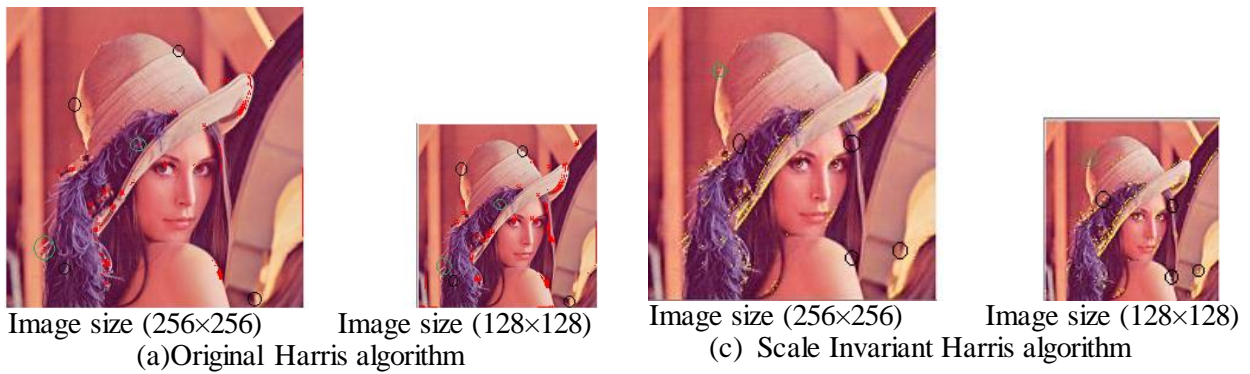 Image size (256×256)
Image size (128×128)
(a)Original Harris algorithm
Image size (256×256)
Image size (128×128)
(c) Scale Invariant Harris algorithm